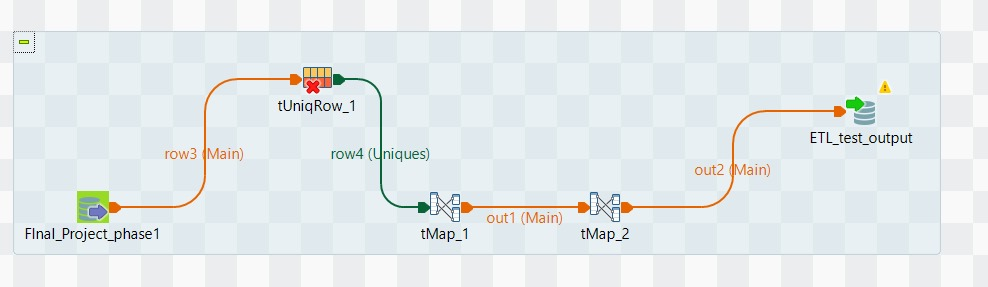 tUniqRow_1
ETL_test_output
row3 (Main)
row4 (Uniques)
out2 (Main)
FInal_Project_phase1
tMap_1
out1 (Main)
tMap_2